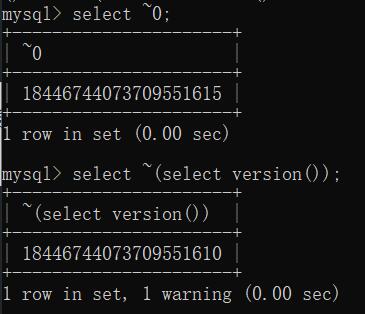 mysql> select ~0;
+----------------------+
| ~0                   |
+----------------------+
| 18446744073709551615 |
+----------------------+
1 row in set (0.00 sec)
mysql> select ~(select version());
+----------------------+
| ~(select version())  |
+----------------------+
| 18446744073709551610 |
+----------------------+
1 row in set, 1 warning (0.00 sec)